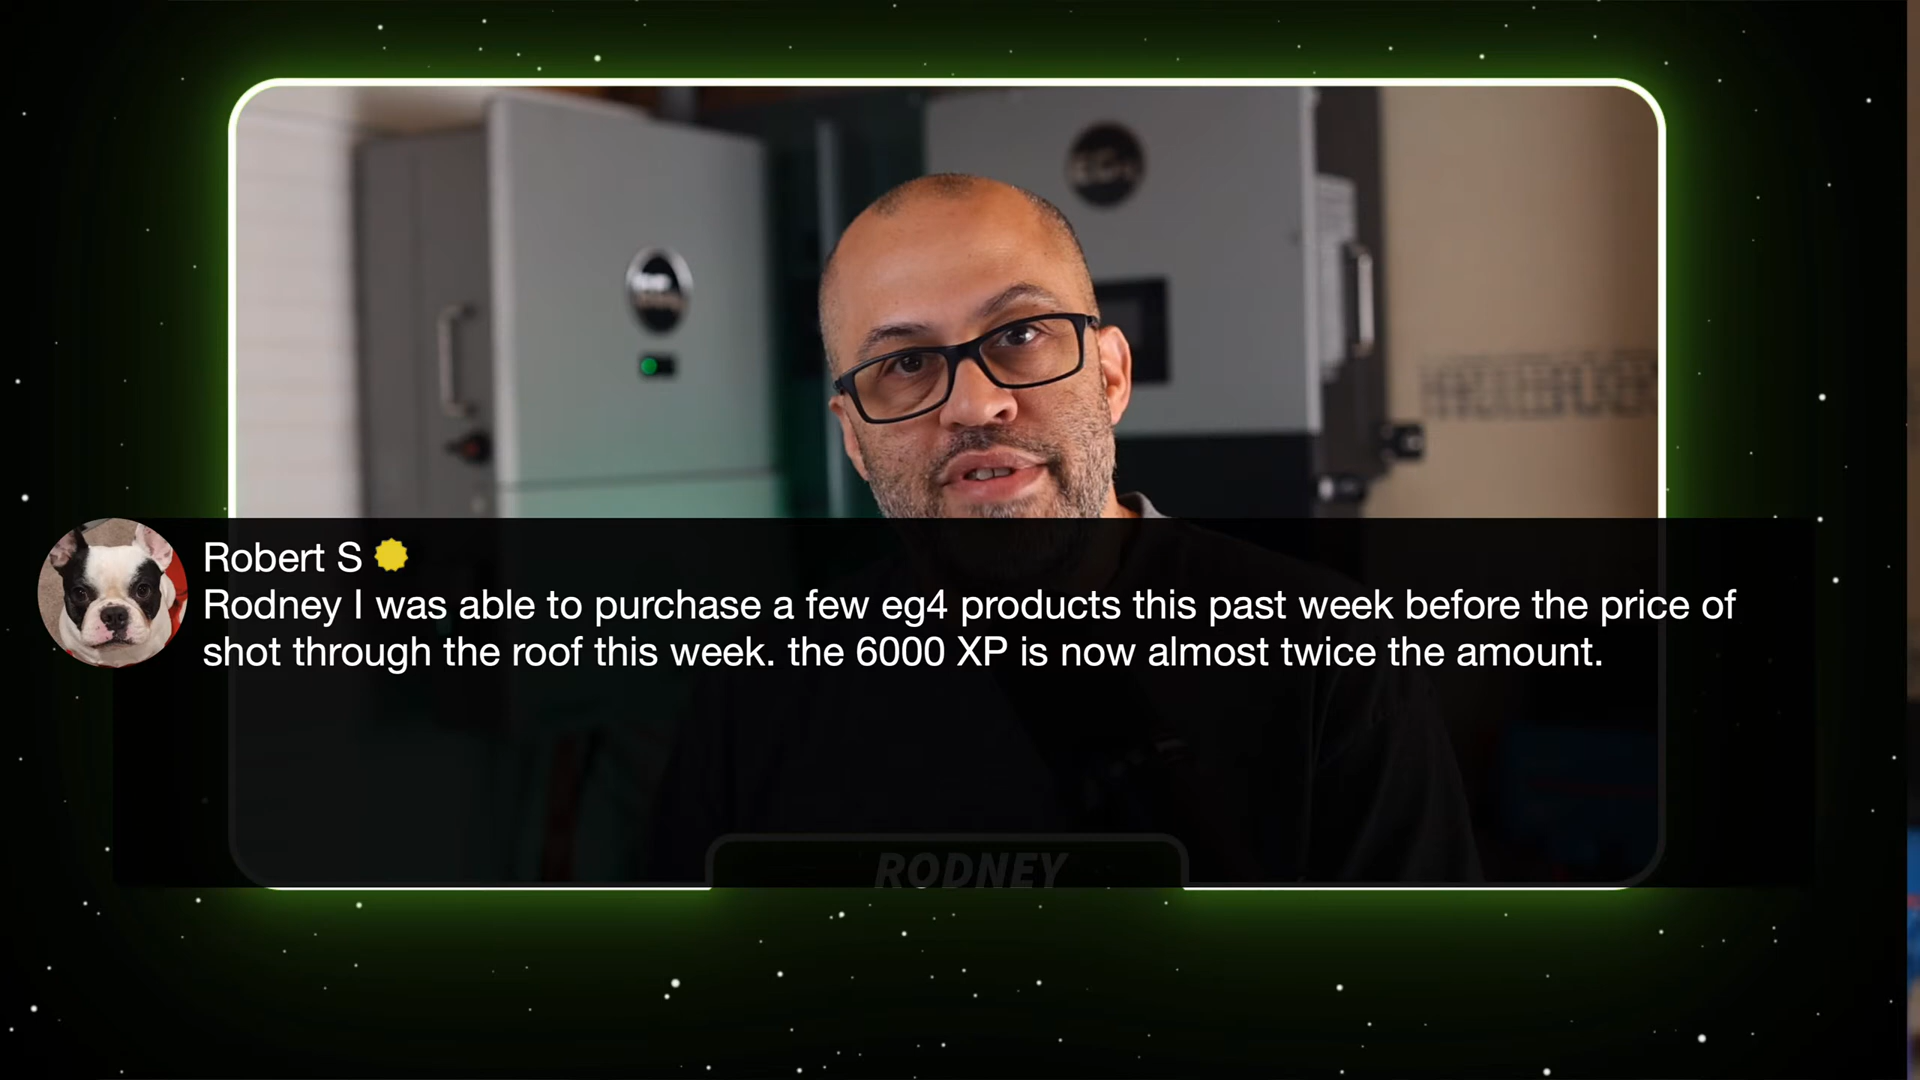 Robert S
Rodney I was able to purchase a few eg4 products this past week before the price of
shot through the roof this week. the 6000 XP is now almost twice the amount.
RODNEY